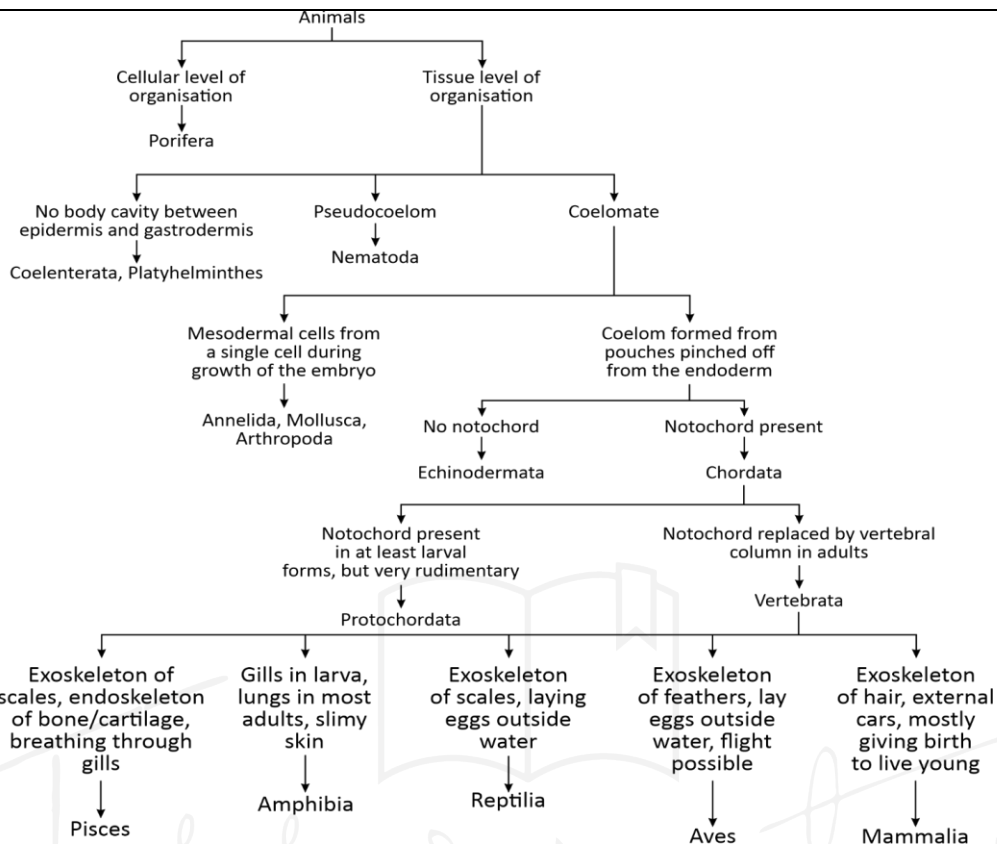 Animals
Cellular level of
organisation
Tissue level of
organisation
Porifera
No body cavity between
epidermis and gastrodermis
Pseudocoelom
Coelomate
Nematoda
Coelenterata, Platyhelminthes
Mesodermal cells from
a single cell during
growth of the embryo
Coelom formed from
pouches pinched off
from the endoderm
Annelida, Mollusca,
Arthropoda
No notochord
Notochord present
Echinodermata
Chordata
Notochord present
in at least larval
forms, but very rudimentary
Notochord replaced by vertebral
column in adults
Protochordata
Vertebrata
Exoskeleton of
scales, endoskeleton
of bone/cartilage,
breathing through
gills
Gills in larva,
lungs in most
adults, slimy
skin
Exoskeleton
of scales, laying
eggs outside
water
Exoskeleton
of feathers, lay
eggs outside
water, flight
possible
Exoskeleton
of hair, external
cars, mostly
giving birth
to live young
Pisces
Amphibia
Reptilia
Aves
Mammalia